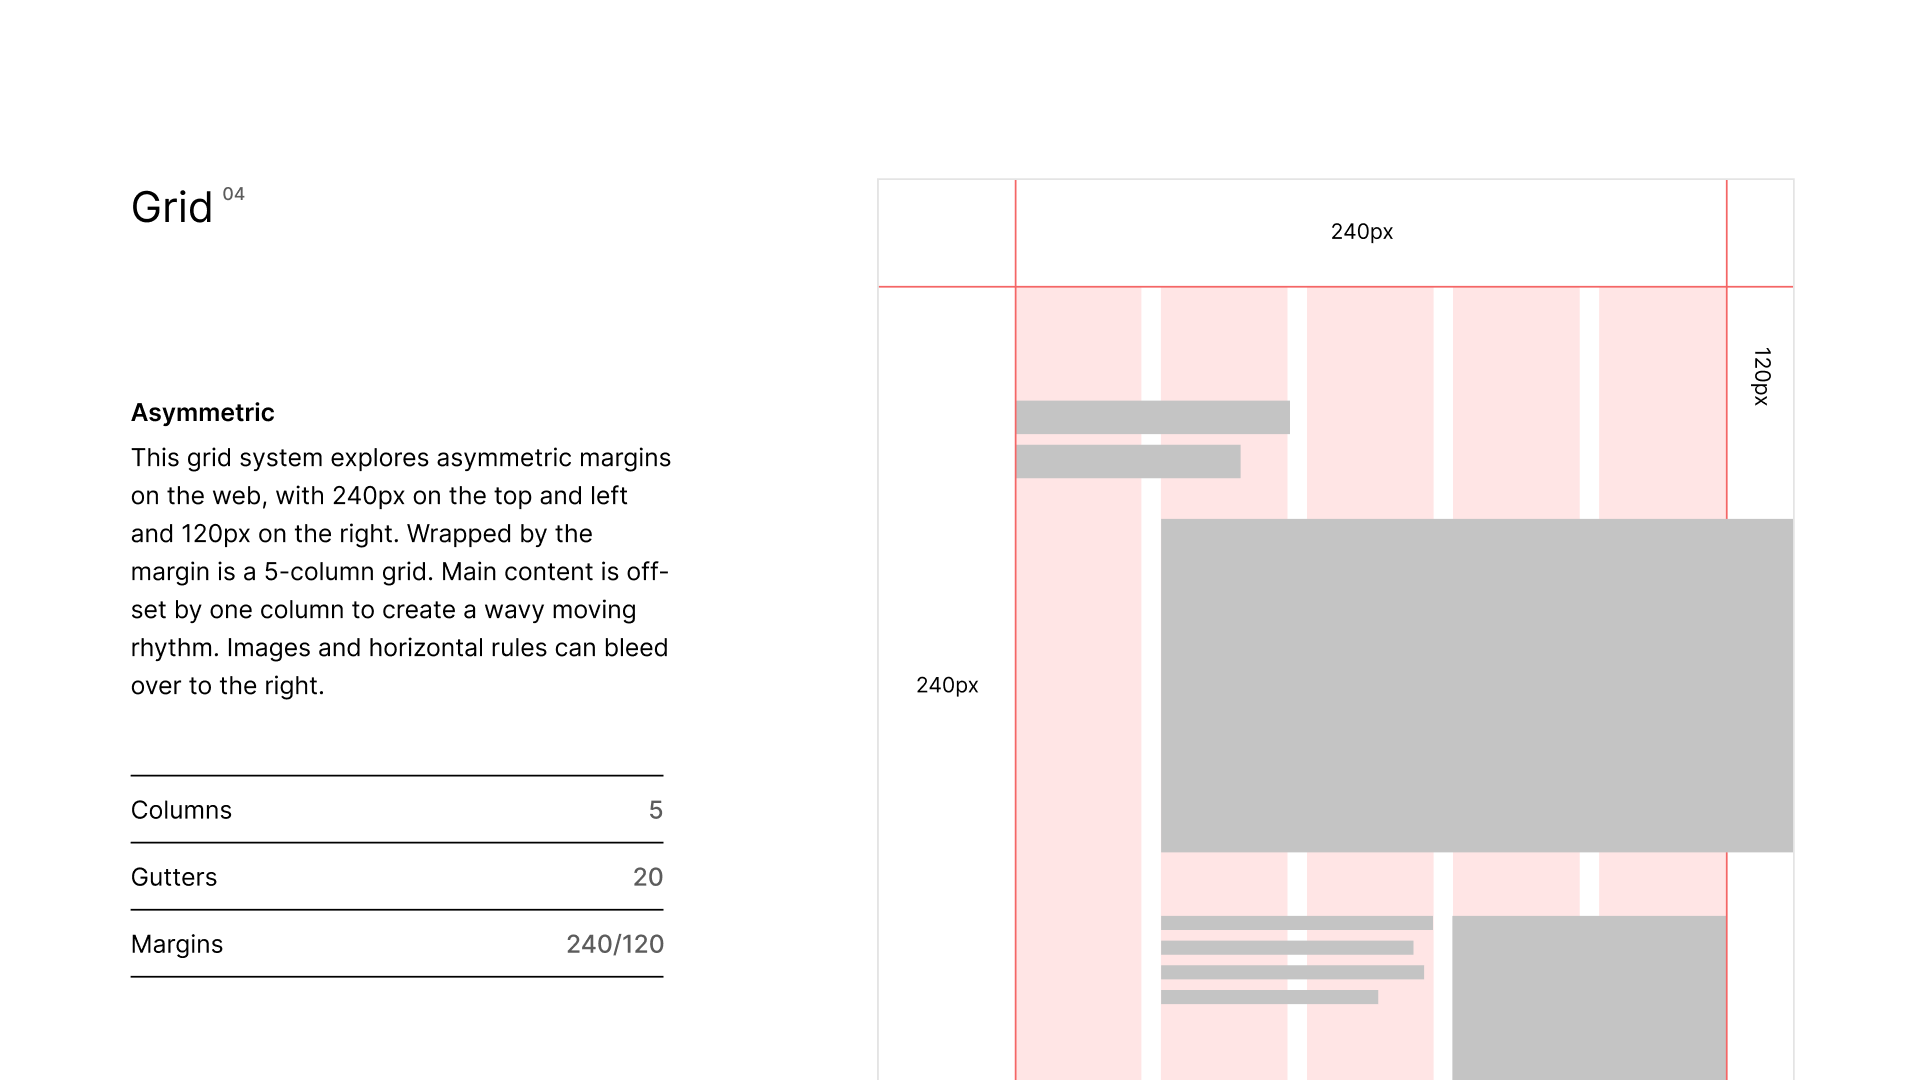 Grid 04
Asymmetric
This grid system explores asymmetric margins
on the web, with 240px on the top and left
and 120px on the right. Wrapped by the
margin is a 5-column grid. Main content is off-
set by one column to create a wavy moving
rhythm. Images and horizontal rules can bleed
over to the right.
Columns 5
Gutters 20
Margins 240/120
240px
120px
240px